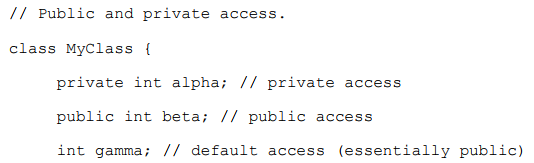 // Public and private access.
class MyClass {
private int alpha; // private access
public int beta; // public access
int gamma; // default access (essentially public)